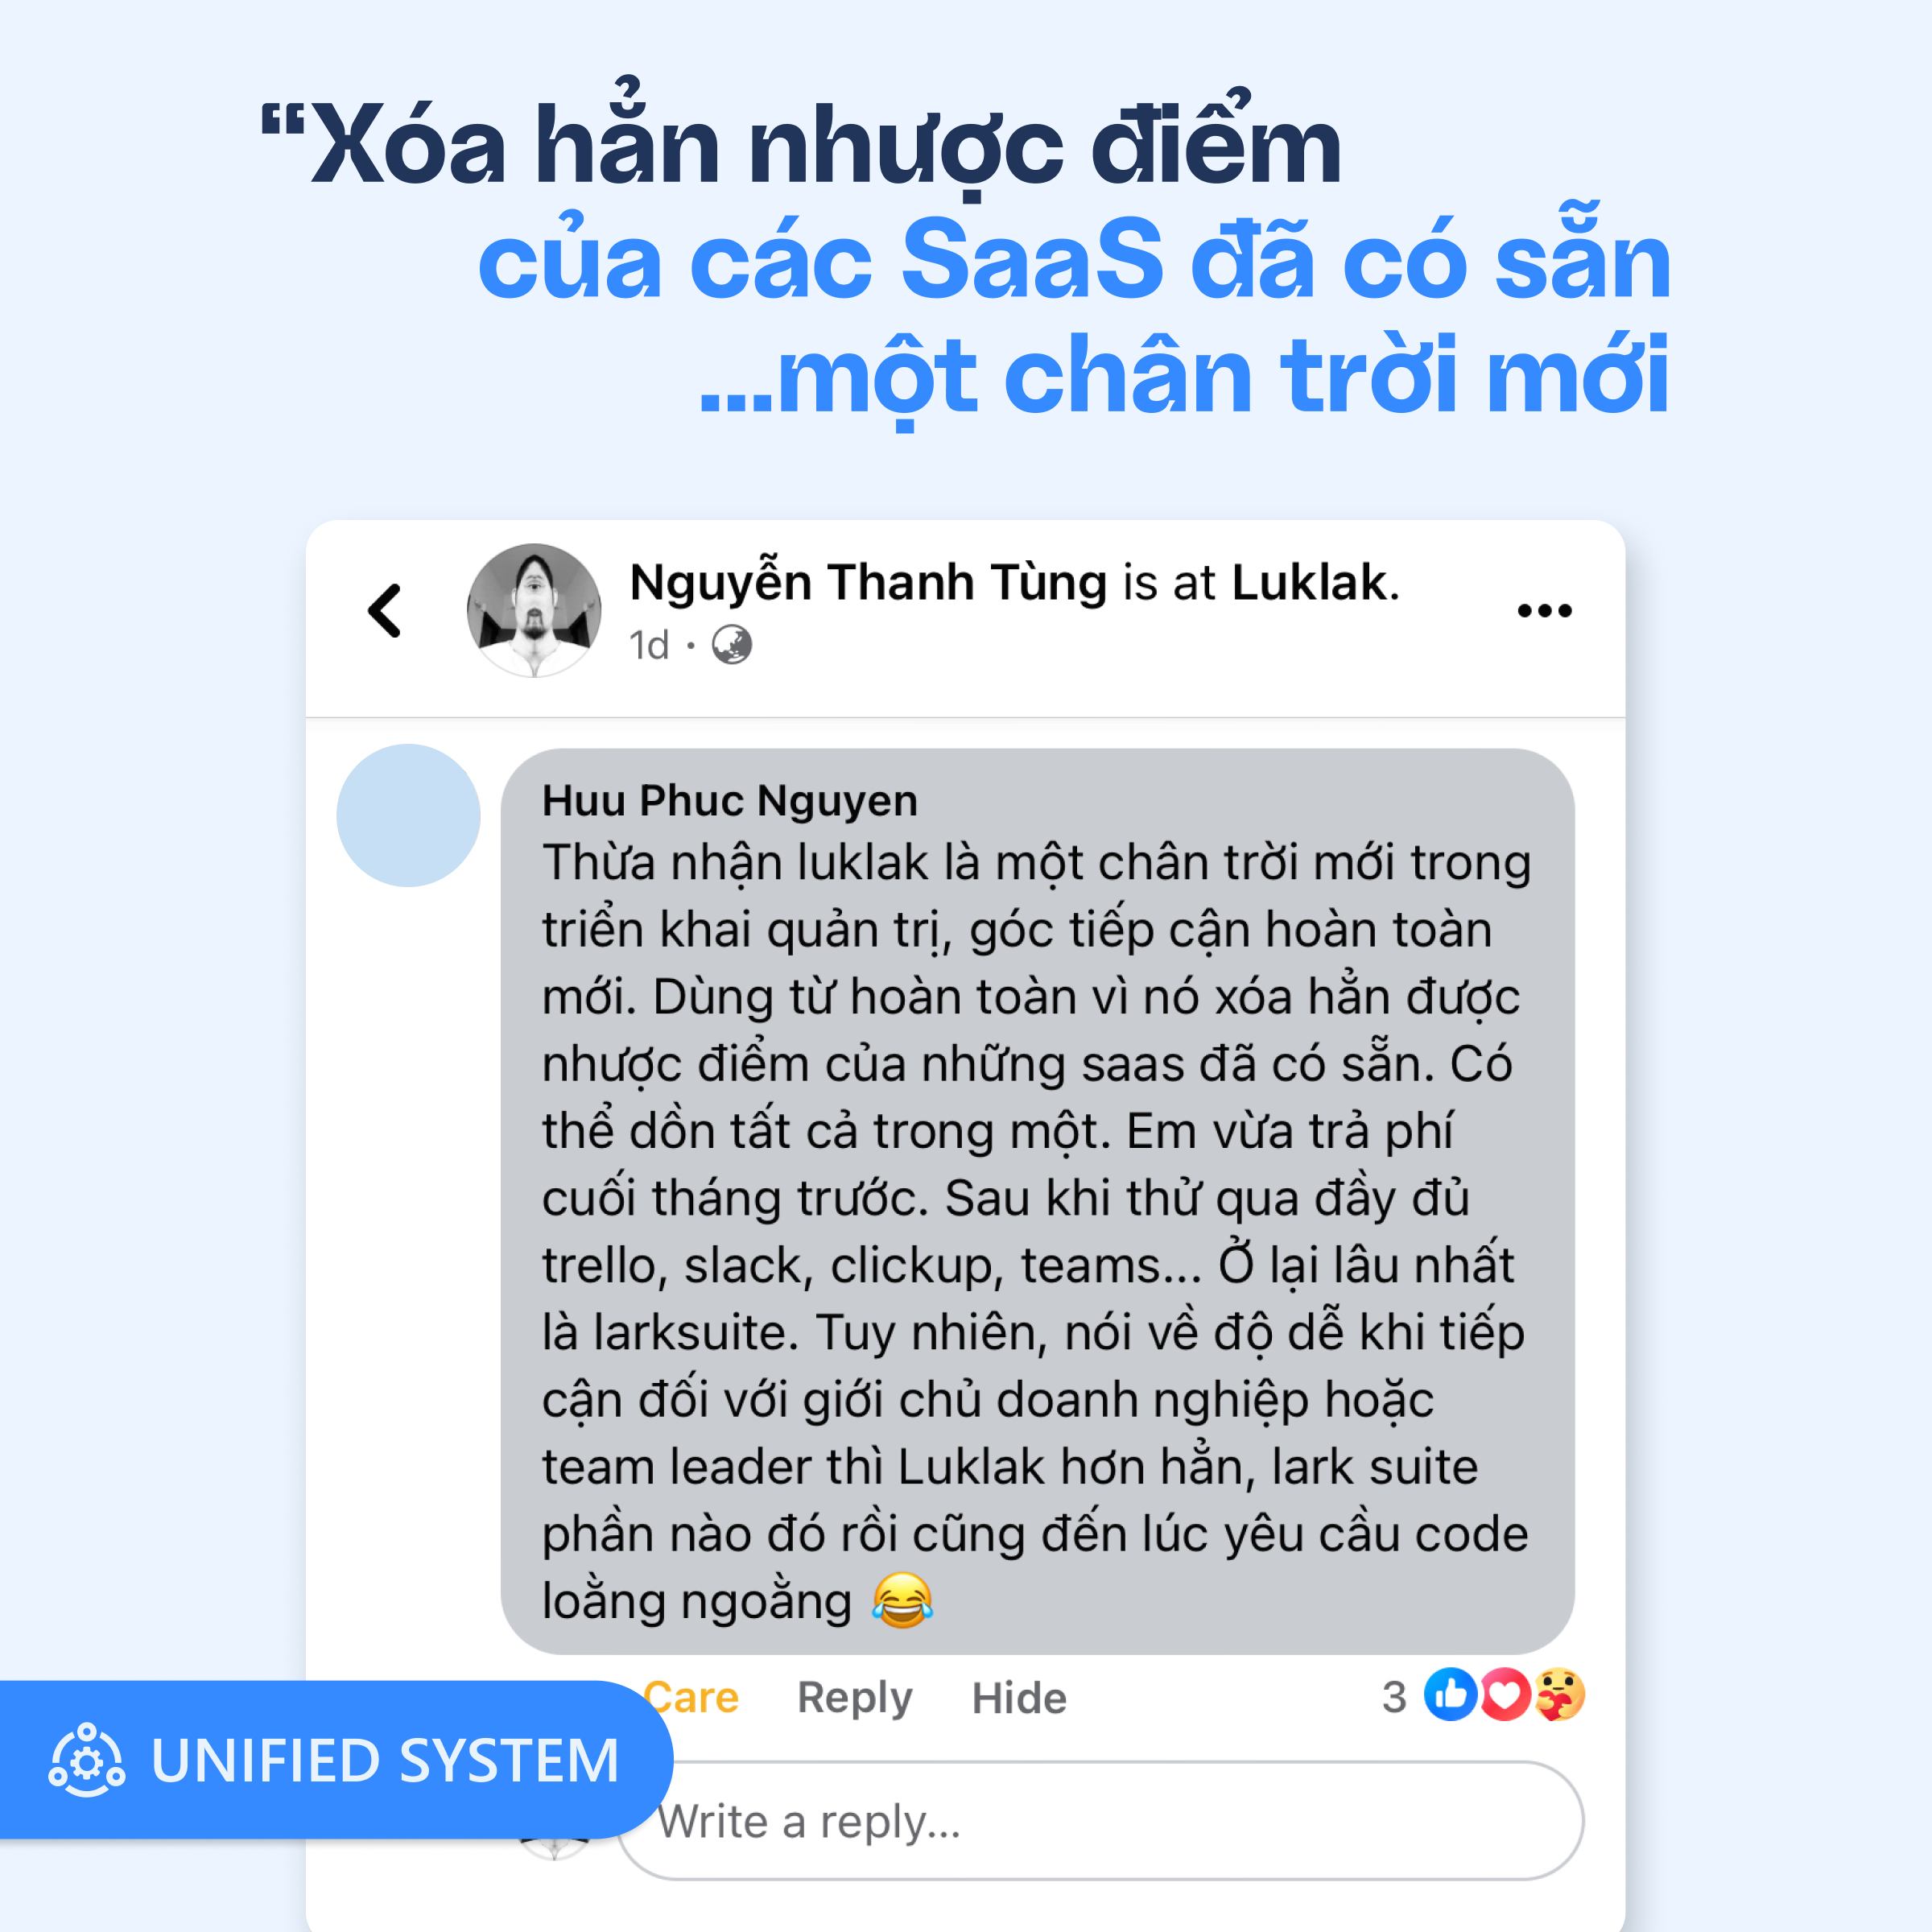 “Xóa hẳn nhược điểm
của các SaaS đã có sẵn
...một chân trời mới
Nguyễn Thanh Tùng is at Luklak.
1d ·
Huu Phuc Nguyen
Thừa nhận luklak là một chân trời mới trong
triển khai quản trị, góc tiếp cận hoàn toàn
mới. Dùng từ hoàn toàn vì nó xóa hẳn được
nhược điểm của những saas đã có sẵn. Có
thể dồn tất cả trong một. Em vừa trả phí
cuối tháng trước. Sau khi thử qua đầy đủ
trello, slack, clickup, teams... Ở lại lâu nhất
là larksuite. Tuy nhiên, nói về độ dễ khi tiếp
cận đối với giới chủ doanh nghiệp hoặc
team leader thì Luklak hơn hẳn, lark suite
phần nào đó rồi cũng đến lúc yêu cầu code
loằng ngoằng 😂
Care Reply Hide 3
UNIFIED SYSTEM
Write a reply...